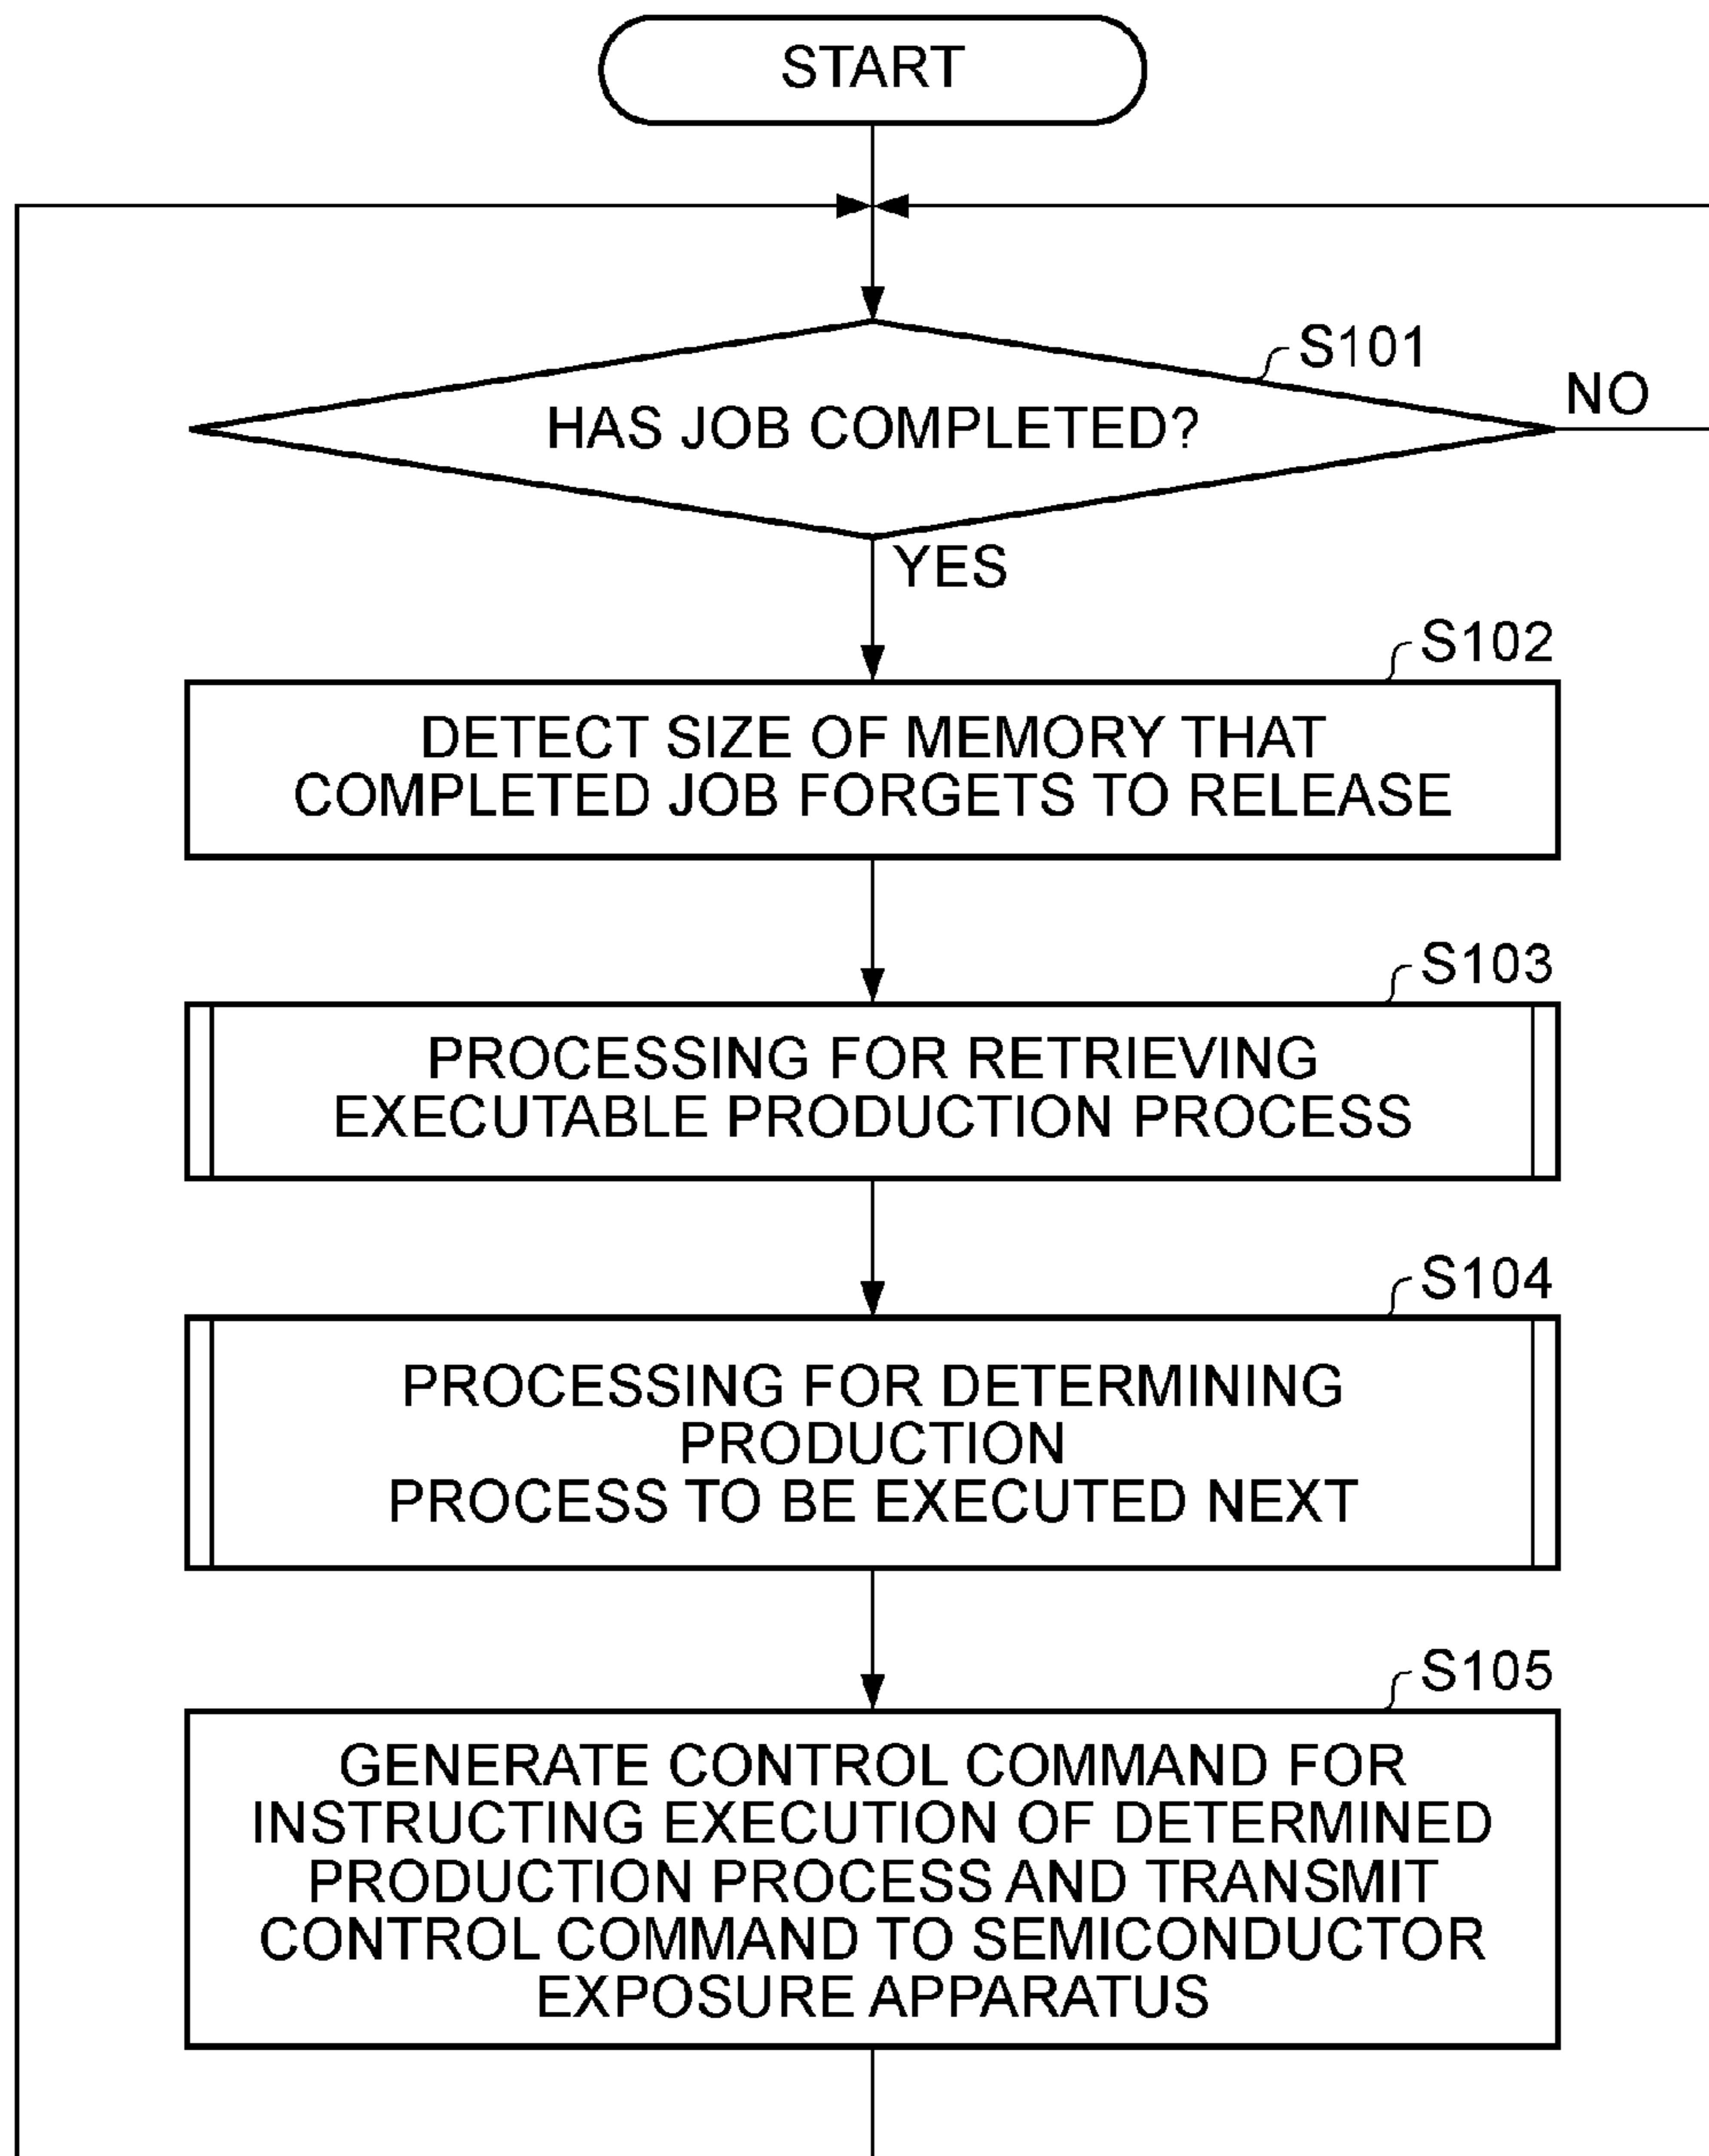 START
S101
HAS JOB COMPLETED?
NO
YES
S102
DETECT SIZE OF MEMORY THAT
COMPLETED JOB FORGETS TO RELEASE
S103
PROCESSING FOR RETRIEVING
EXECUTABLE PRODUCTION PROCESS
S104
PROCESSING FOR DETERMINING
PRODUCTION
PROCESS TO BE EXECUTED NEXT
S105
GENERATE CONTROL COMMAND FOR
INSTRUCTING EXECUTION OF DETERMINED
PRODUCTION PROCESS AND TRANSMIT
CONTROL COMMAND TO SEMICONDUCTOR
EXPOSURE APPARATUS